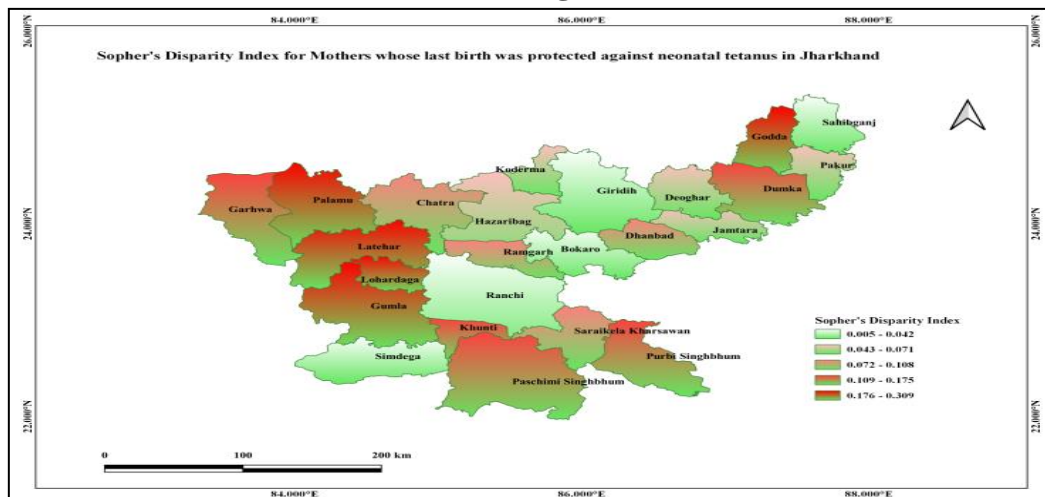 84.000°E 86.000°E 88.000°E
26.000°N 26.000°N
Sopher's Disparity Index for Mothers whose last birth was protected against neonatal tetanus in Jharkhand
Sahibganj
Godda
Pakur
Koderma
Giridih
Dumka
Deoghar
Palamu
Chatra
Garhwa
Hazaribag
24.000°N 24.000°N
Jamtara
Dhanbad
Latehar
Bokaro
Ramgarh
Lohardaga
Ranchi
Gumla
Khunti
Saraikela Kharsawan
Simdega
Purbi Singhbhum
Paschimi Singhbhum
Sopher's Disparity Index
0.005 - 0.042
0.043 - 0.071
0.072 - 0.108
0.109 - 0.175
0.176 - 0.309
22.000°N 22.000°N
0 100 200 km
84.000°E 86.000°E 88.000°E